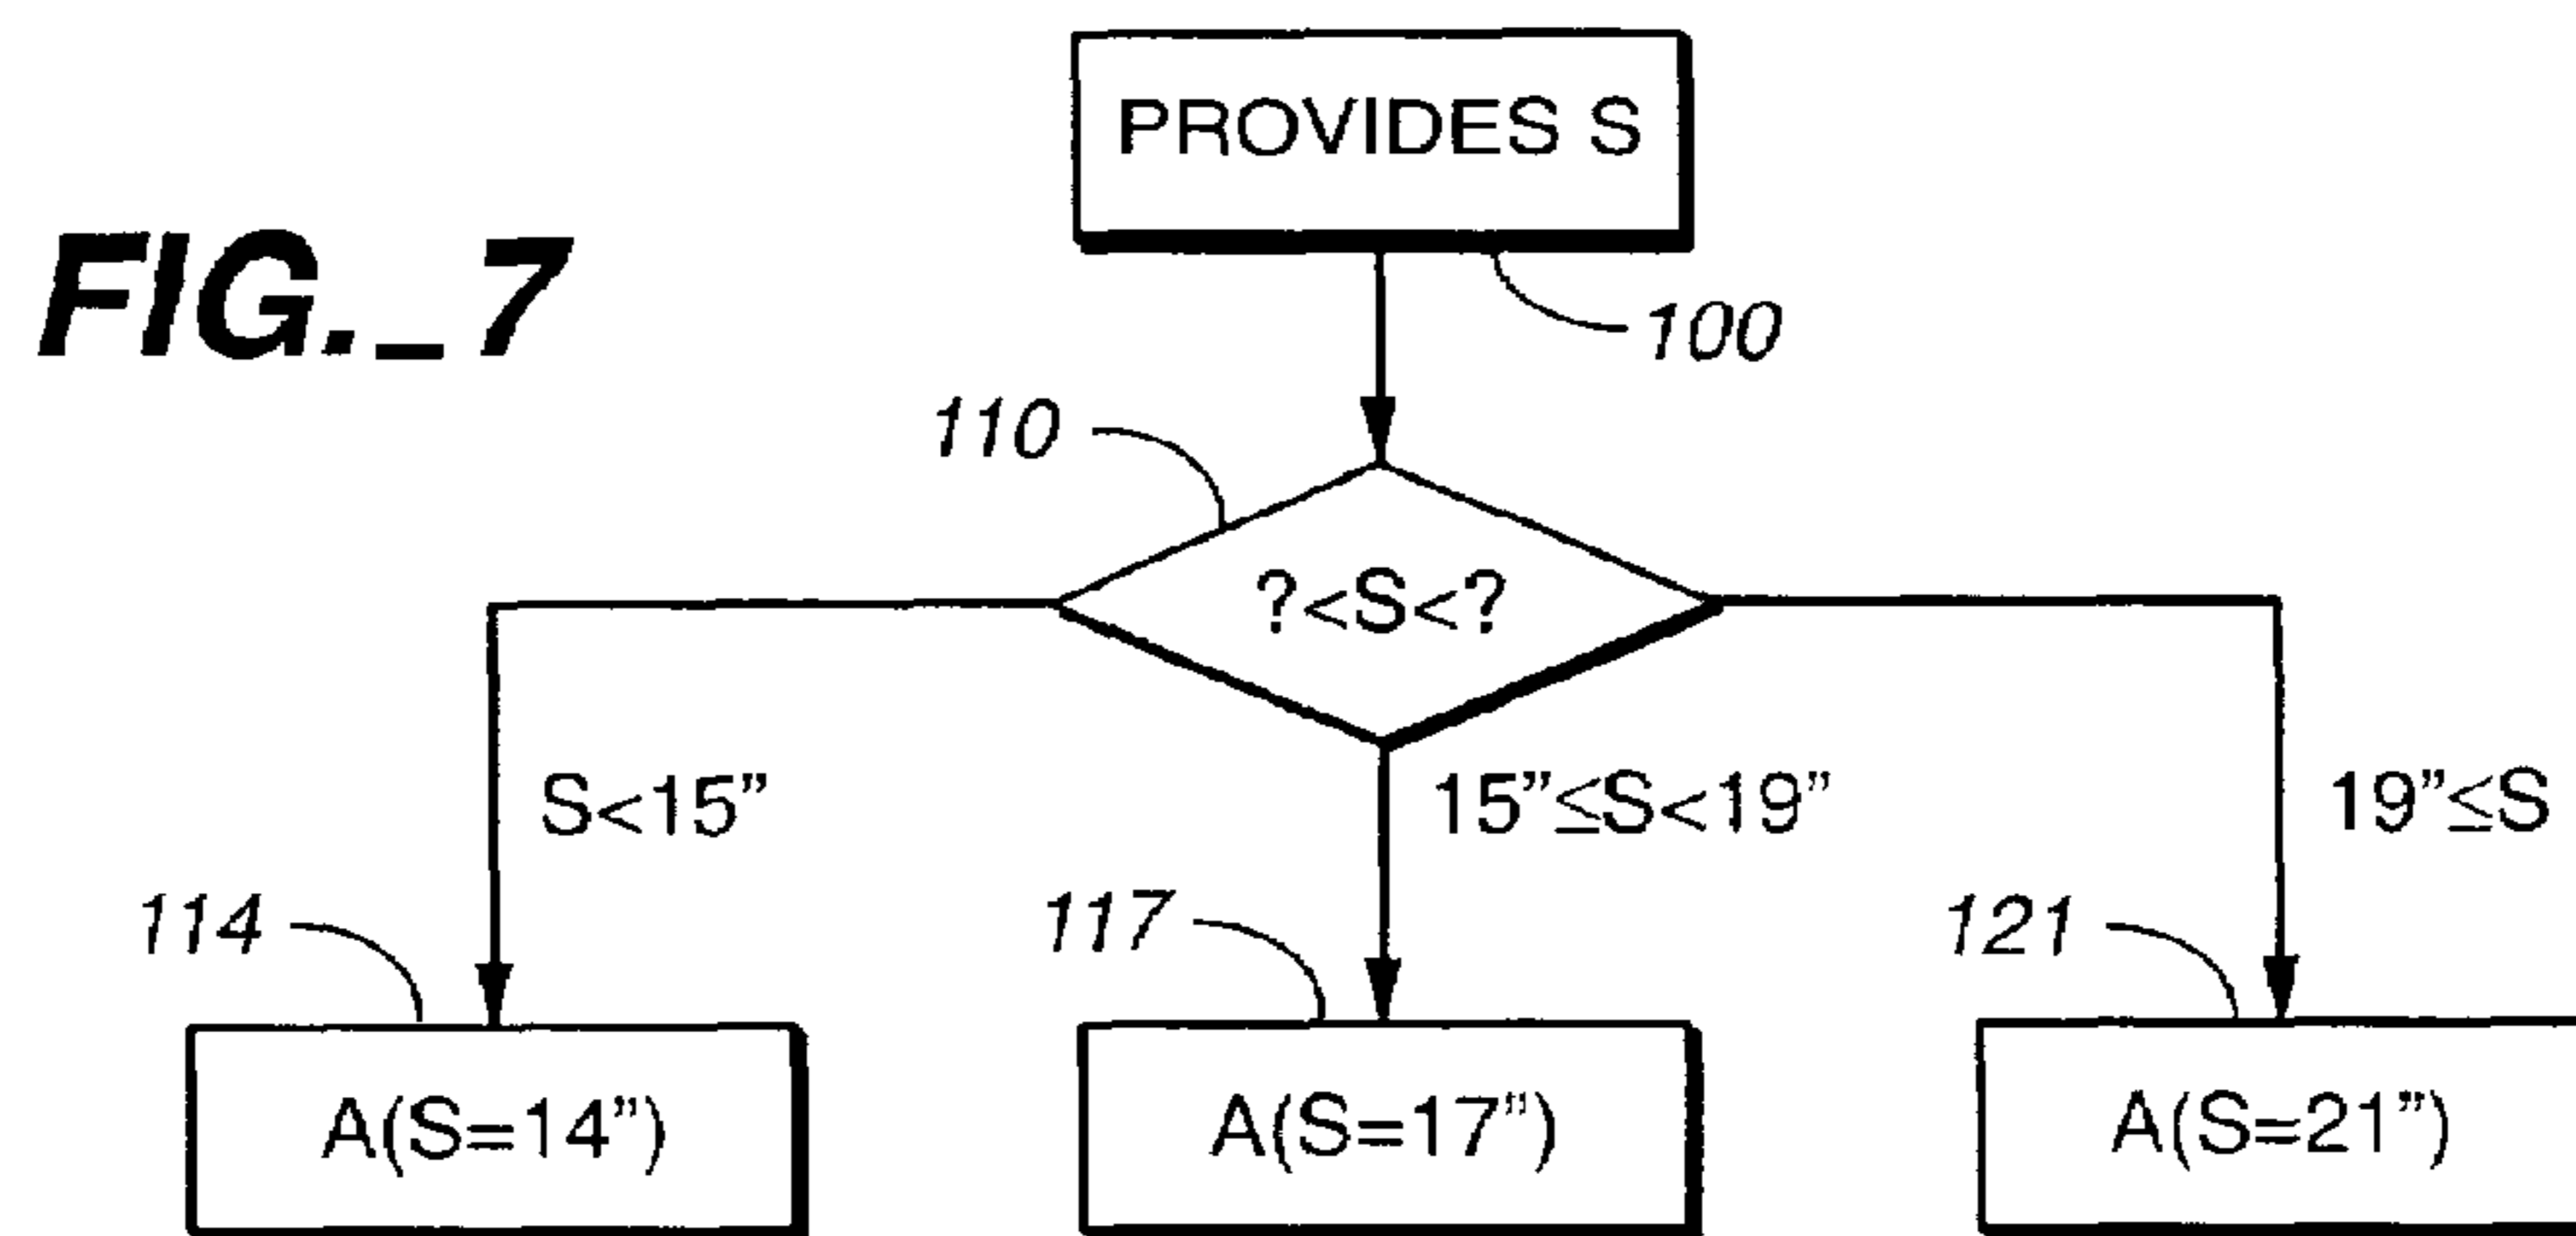 PROVIDES S
FIG._7
100
110
?<S<?
S<15”
15”≤S<19”
19”≤S
114
117
121
A(S=14”)
A(S=17”)
A(S=21”)